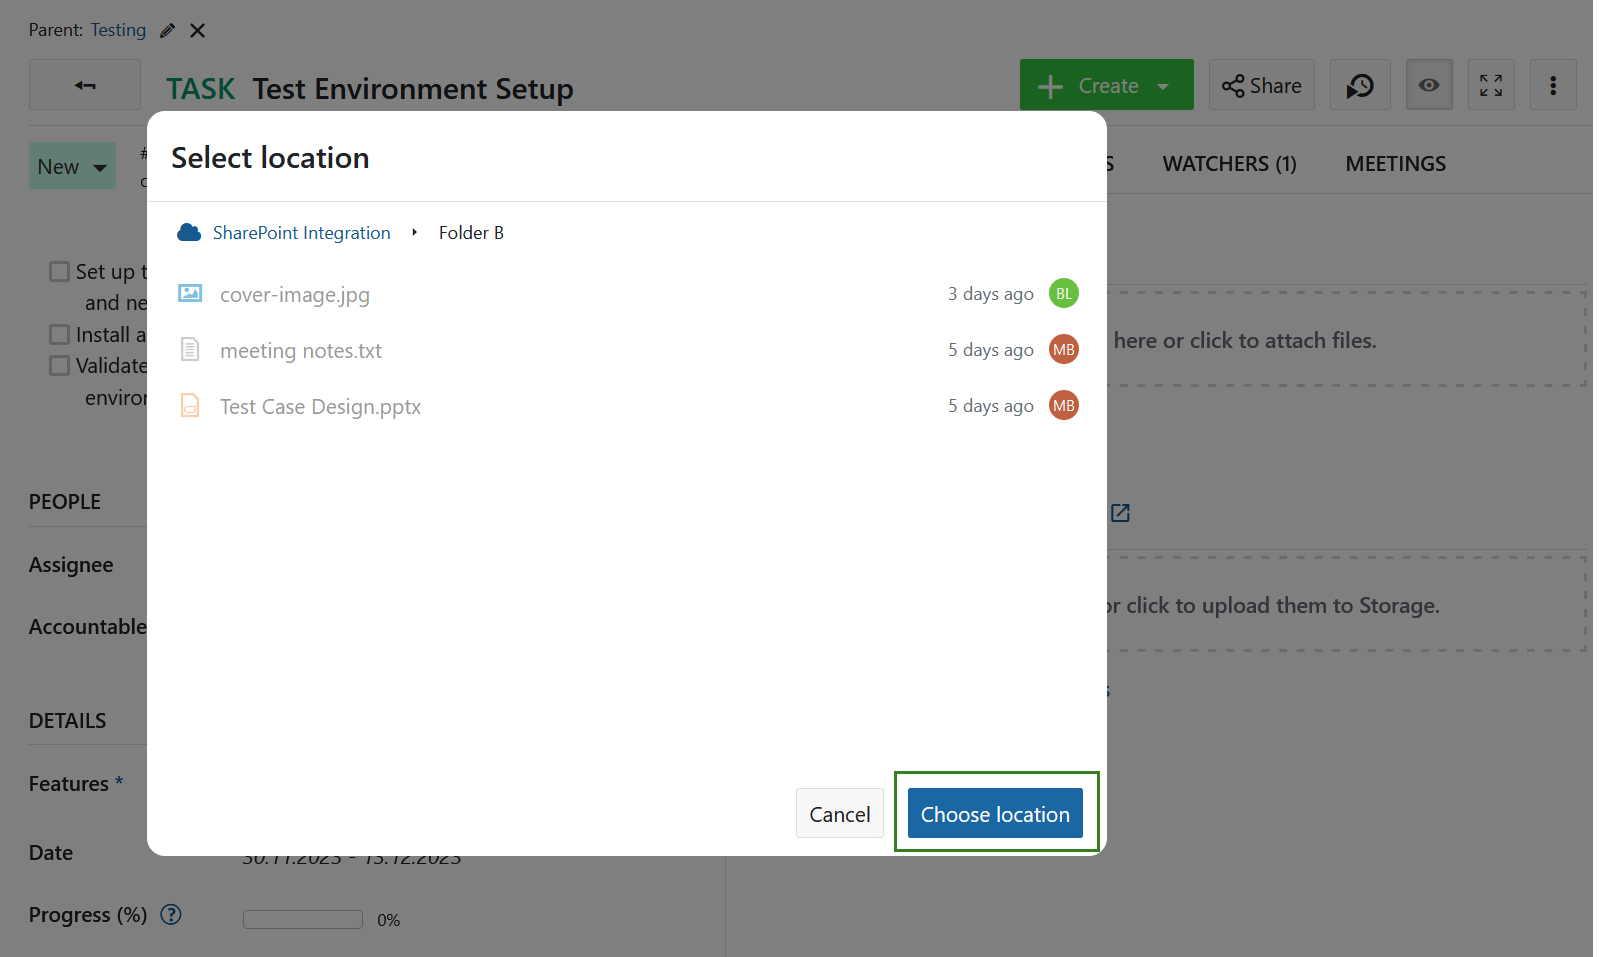 Parent: Testing
TASK Test Environment Setup
Create
Share
New
#
WATCHERS (1)
MEETINGS
Select location
SharePoint Integration
Folder B
cover-image.jpg 3 days ago BL
meeting notes.txt 5 days ago MB
Test Case Design.pptx 5 days ago MB
Cancel
Choose location
Set up
and
Install
Validate
here or click to attach files.
or click to upload them to Storage.
PEOPLE
Assignee
Accountable
DETAILS
Features *
Date 30.11.2023 - 13.12.2023
Progress (%) ? 0%